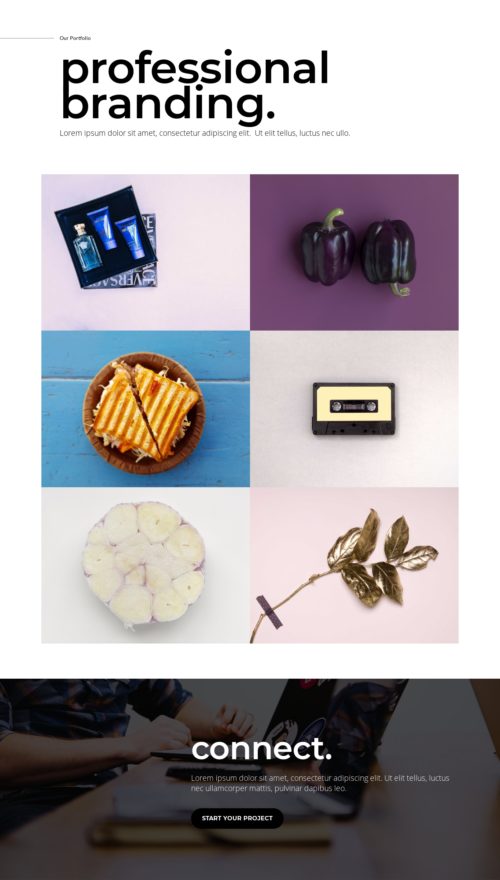 Our Portfolio
professional
branding.
Lorem ipsum dolor sit amet, consectetur adipiscing elit. Ut elit tellus, luctus nec ullo.
VERSACE
connect.
Lorem ipsum dolor sit amet, consectetur adipiscing elit. Ut elit tellus, luctus
nec ullamcorper mattis, pulvinar dapibus leo.
START YOUR PROJECT